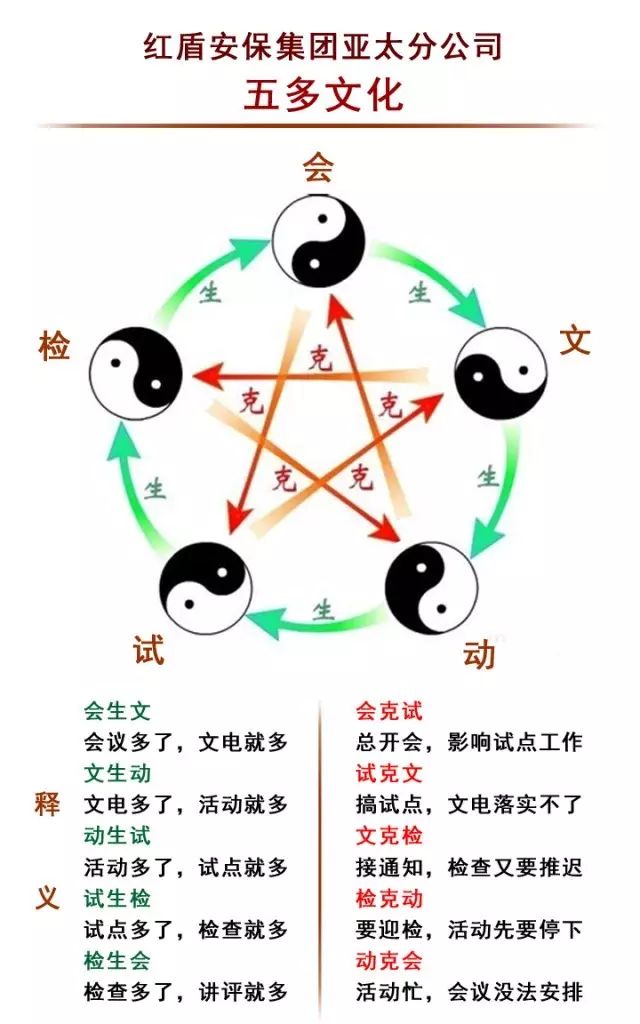 红盾安保集团亚太分公司
五多文化
会
生
生
检
文
克
克
克
克
克
生
生
生
试
动
释义
会生文
会议多了，文电就多
文生动
文电多了，活动就多
动生试
活动多了，试点就多
试生检
试点多了，检查就多
检生会
检查多了，讲评就多
会克试
总开会，影响试点工作
试克文
搞试点，文电落实不了
文克检
接通知，检查又要推迟
检克动
要迎检，活动先要停下
动克会
活动忙，会议没法安排